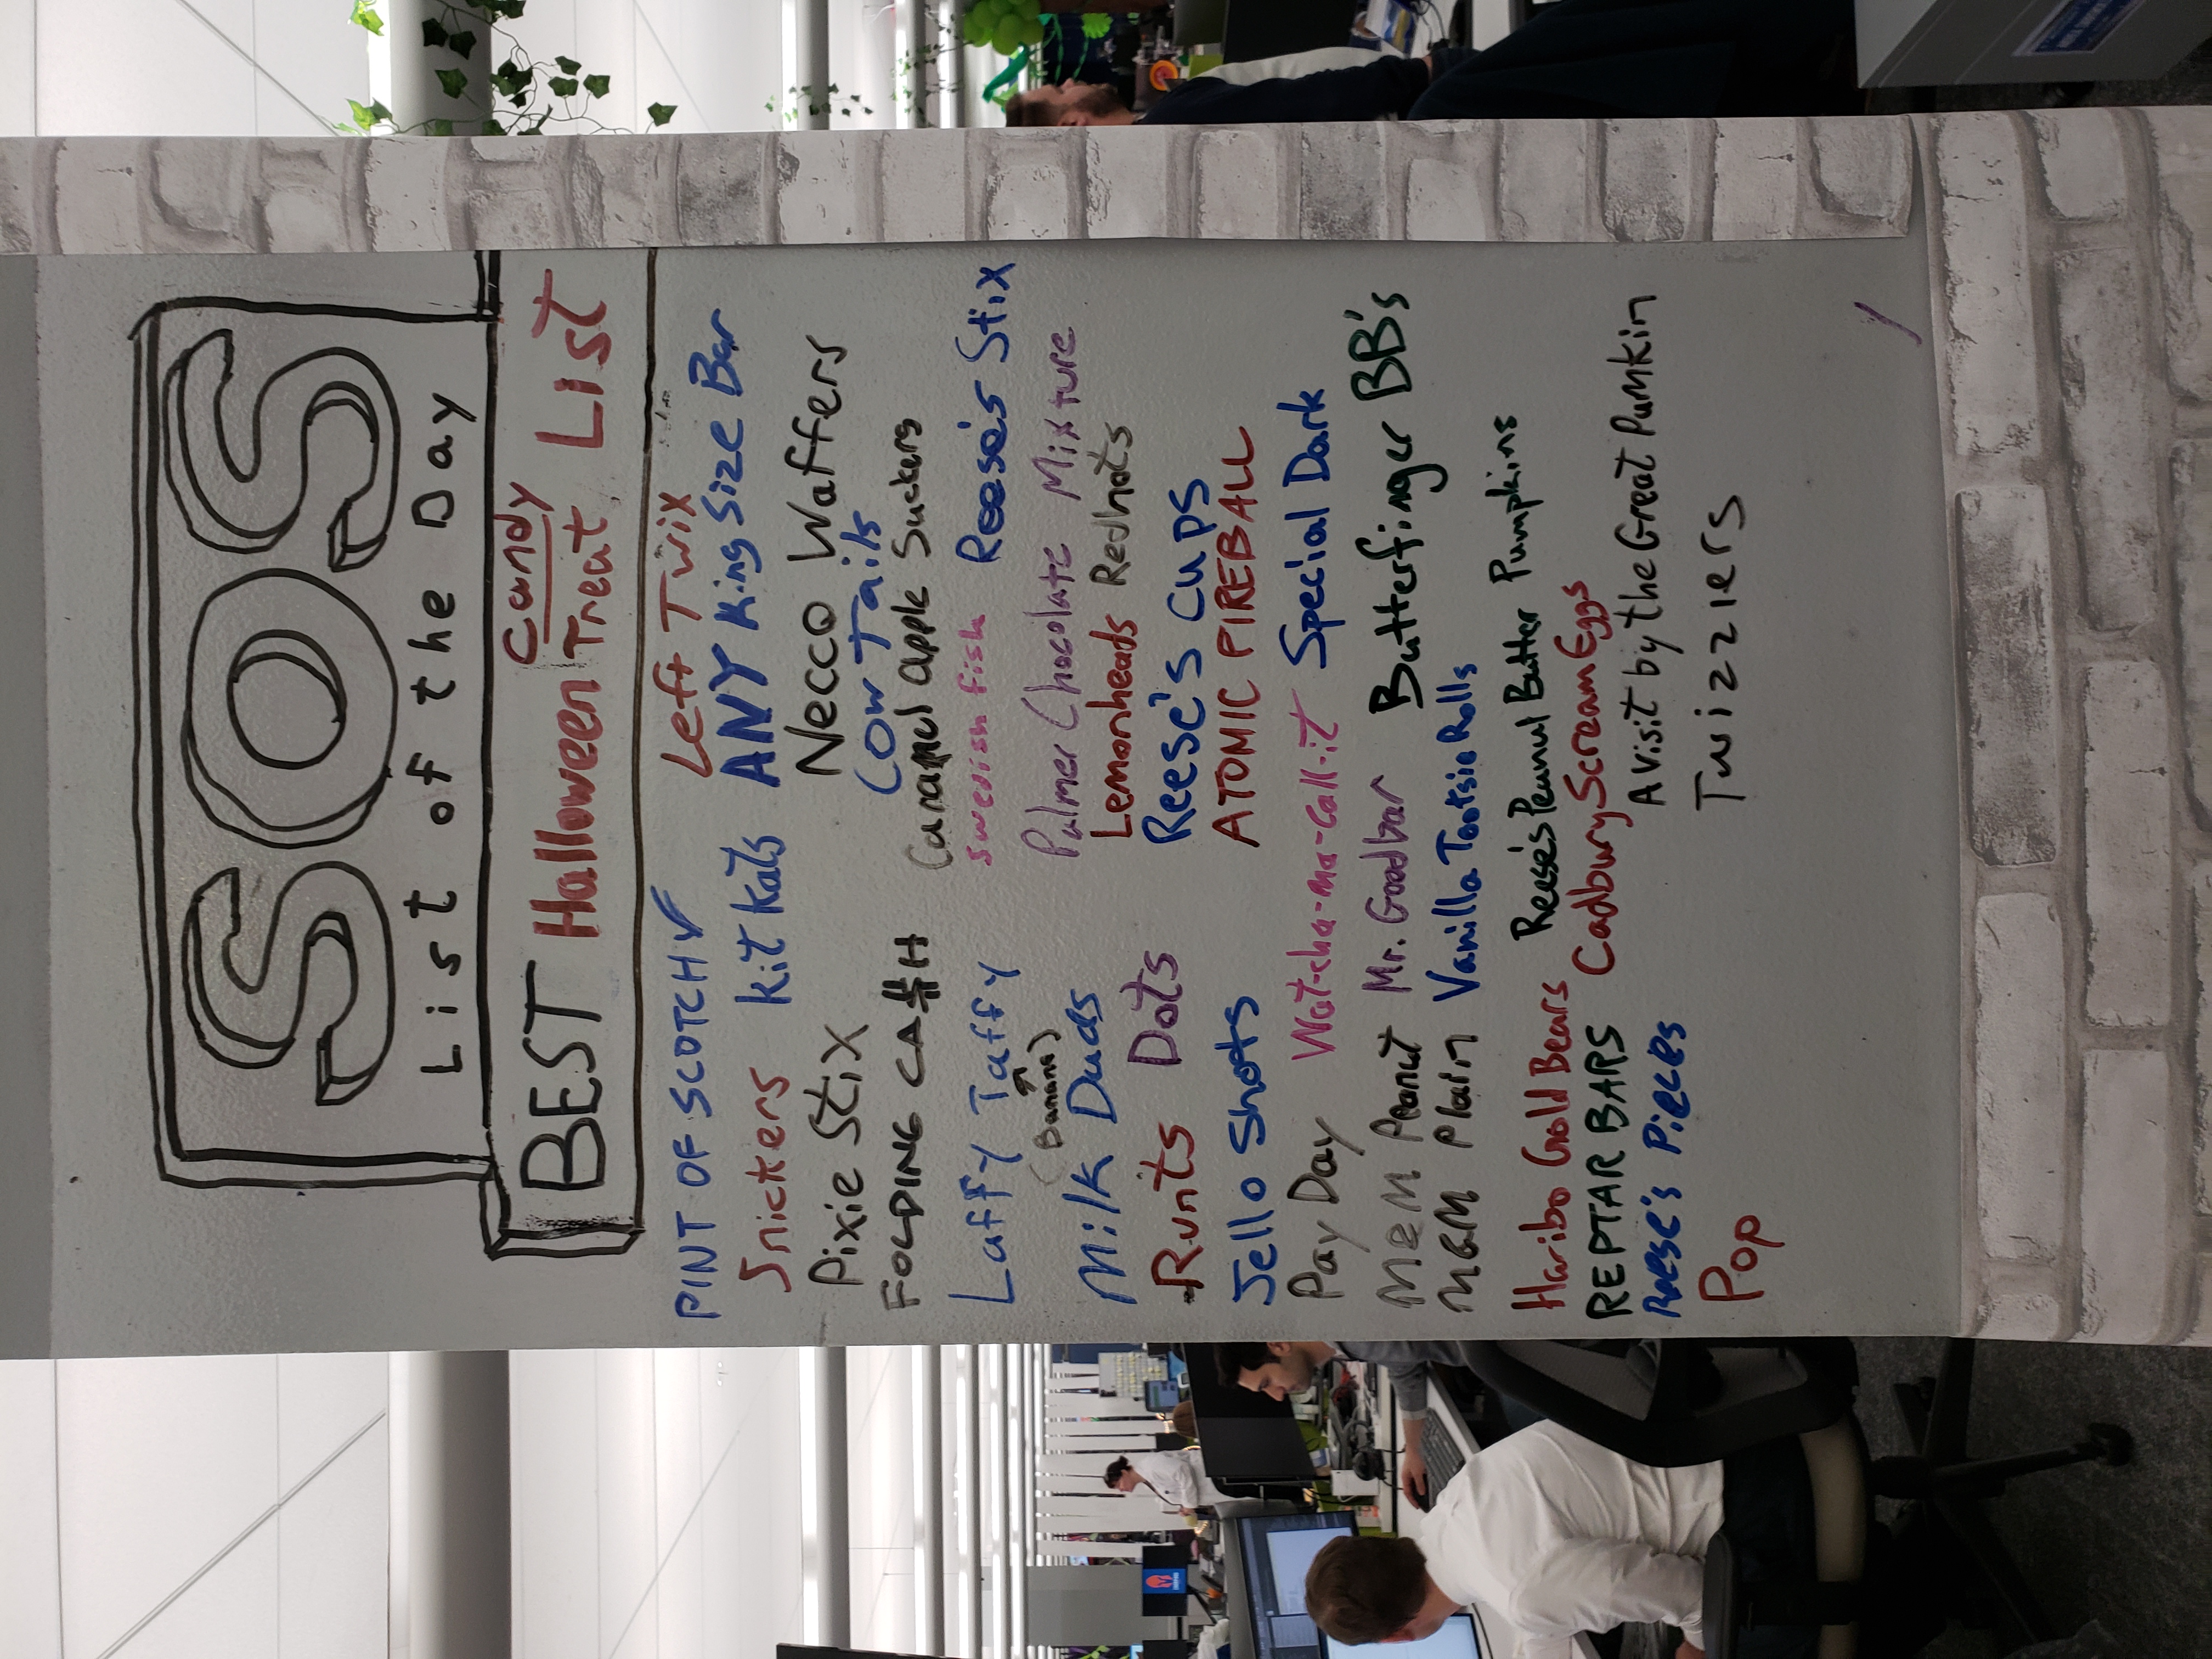 SOS
List of the Day
BEST Halloween Candy Treat List
PINT OF SCOTCH ✓
Left Twix
Snickers Kit Kats
ANY King Size Bar
Pixie Stix
Necco Waffers
Cow Tails
FOLDING CA$H
Caramel Apple Suckers
Laffy Taffy
(Banana)
Swedish Fish Reese's Stix
Palmer Chocolate Mixture
Milk Duds
Lemonheads Redhots
Runts Dots
Reese's cups
Jello Shots
ATOMIC FIREBALL
Pay Day Wat-cha-ma-call-it Special Dark
M&M Peanut Mr. Goodbar Butterfinger BB's
M&M Plain Vanilla Tootsie Rolls
Haribo Gold Bears Reese's Peanut Butter Pumpkins
REPTAR BARS Cadbury Scream Eggs
Reese's Pieces
A visit by the Great Pumkin
Pop
Twizzlers